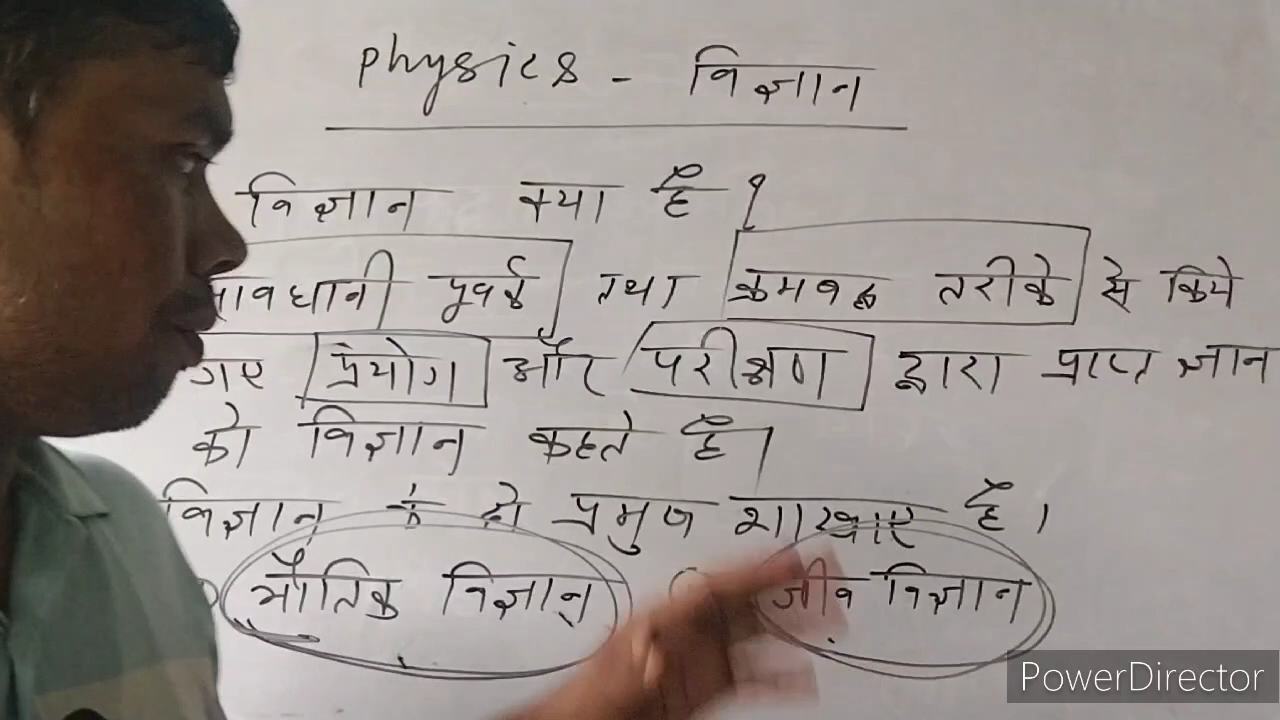 Physics - विज्ञान
विज्ञान क्या है ?
सावधानी पूर्वक तथा क्रमबद्ध तरीके से किये
गए प्रयोग और परीक्षण द्वारा प्राप्त ज्ञान
को विज्ञान कहते है।
विज्ञान के दो प्रमुख शाखाए है।
भौतिक विज्ञान जीव विज्ञान
PowerDirector